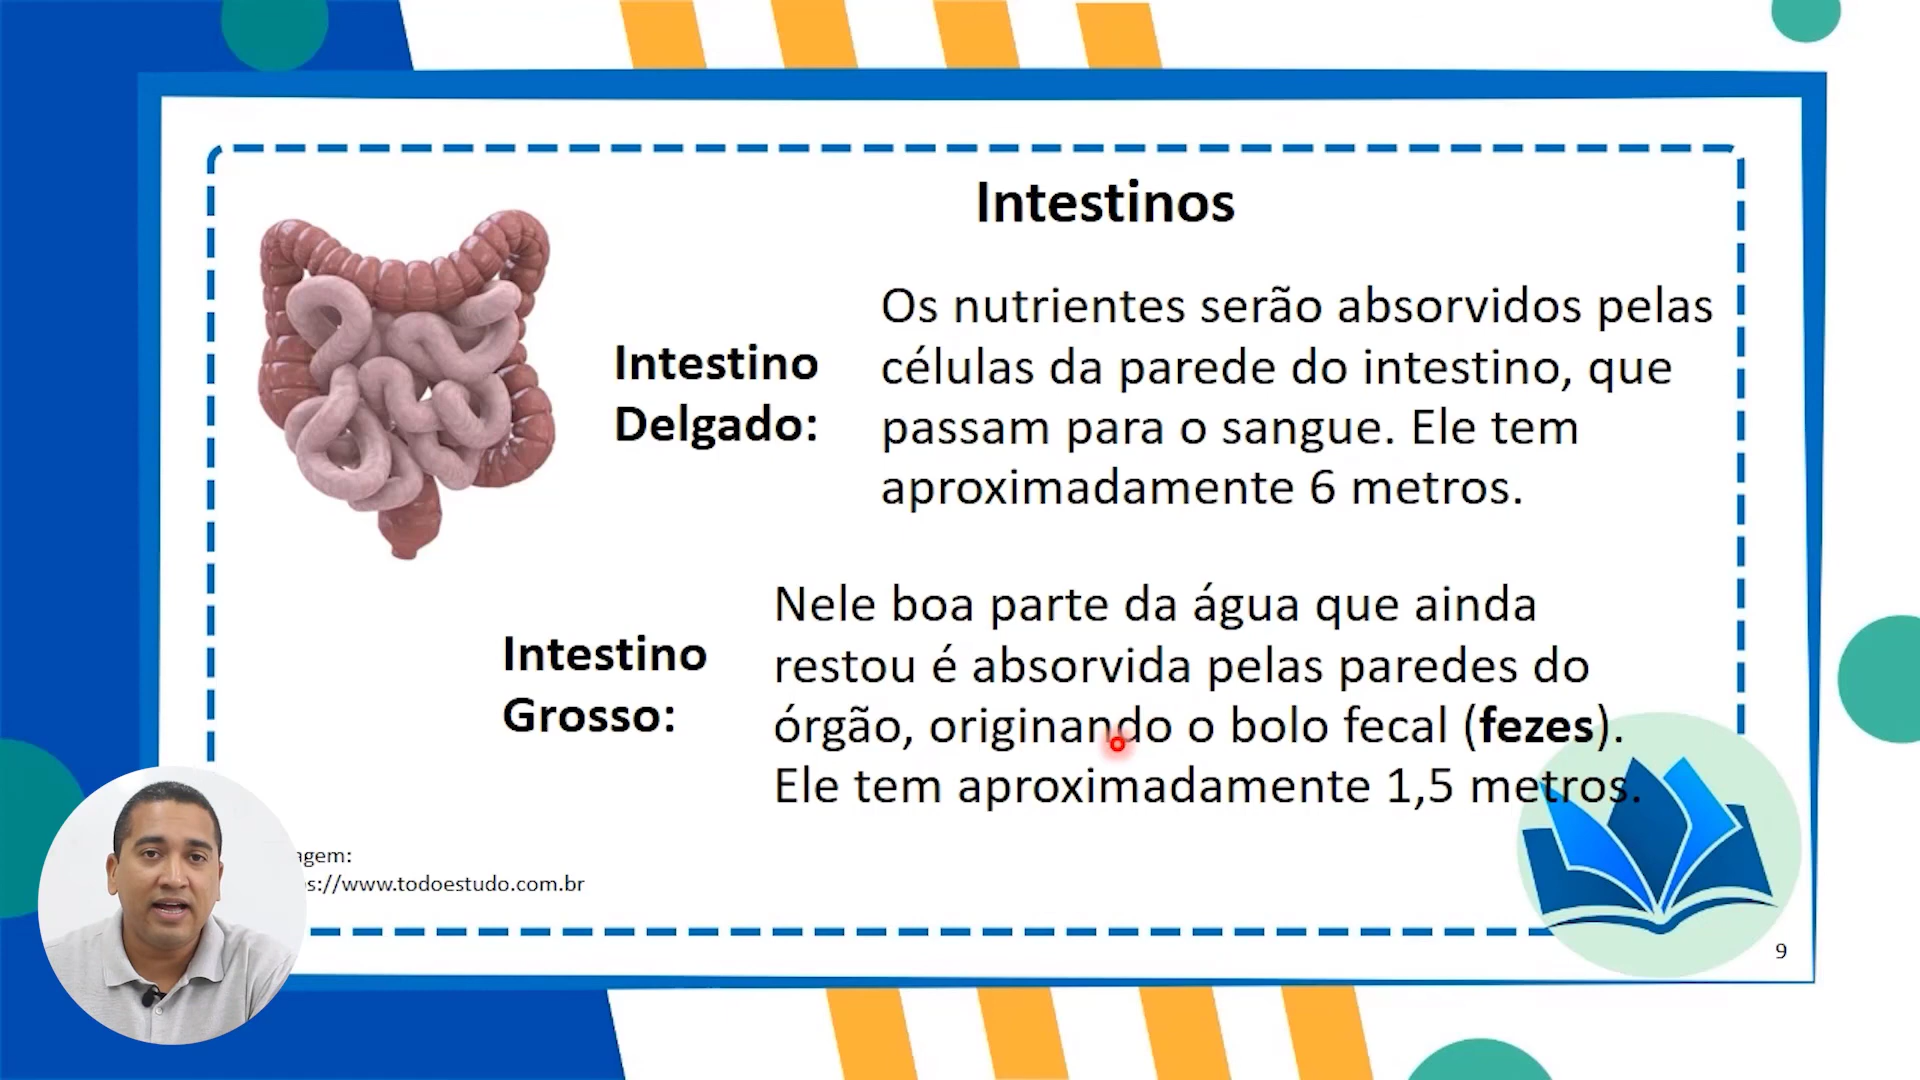 Intestinos
Intestino
Delgado:
Os nutrientes serão absorvidos pelas
células da parede do intestino, que
passam para o sangue. Ele tem
aproximadamente 6 metros.
Intestino
Grosso:
Nele boa parte da água que ainda
restou é absorvida pelas paredes do
órgão, originando o bolo fecal (fezes).
Ele tem aproximadamente 1,5 metros.
agem:
s://www.todoestudo.com.br
9